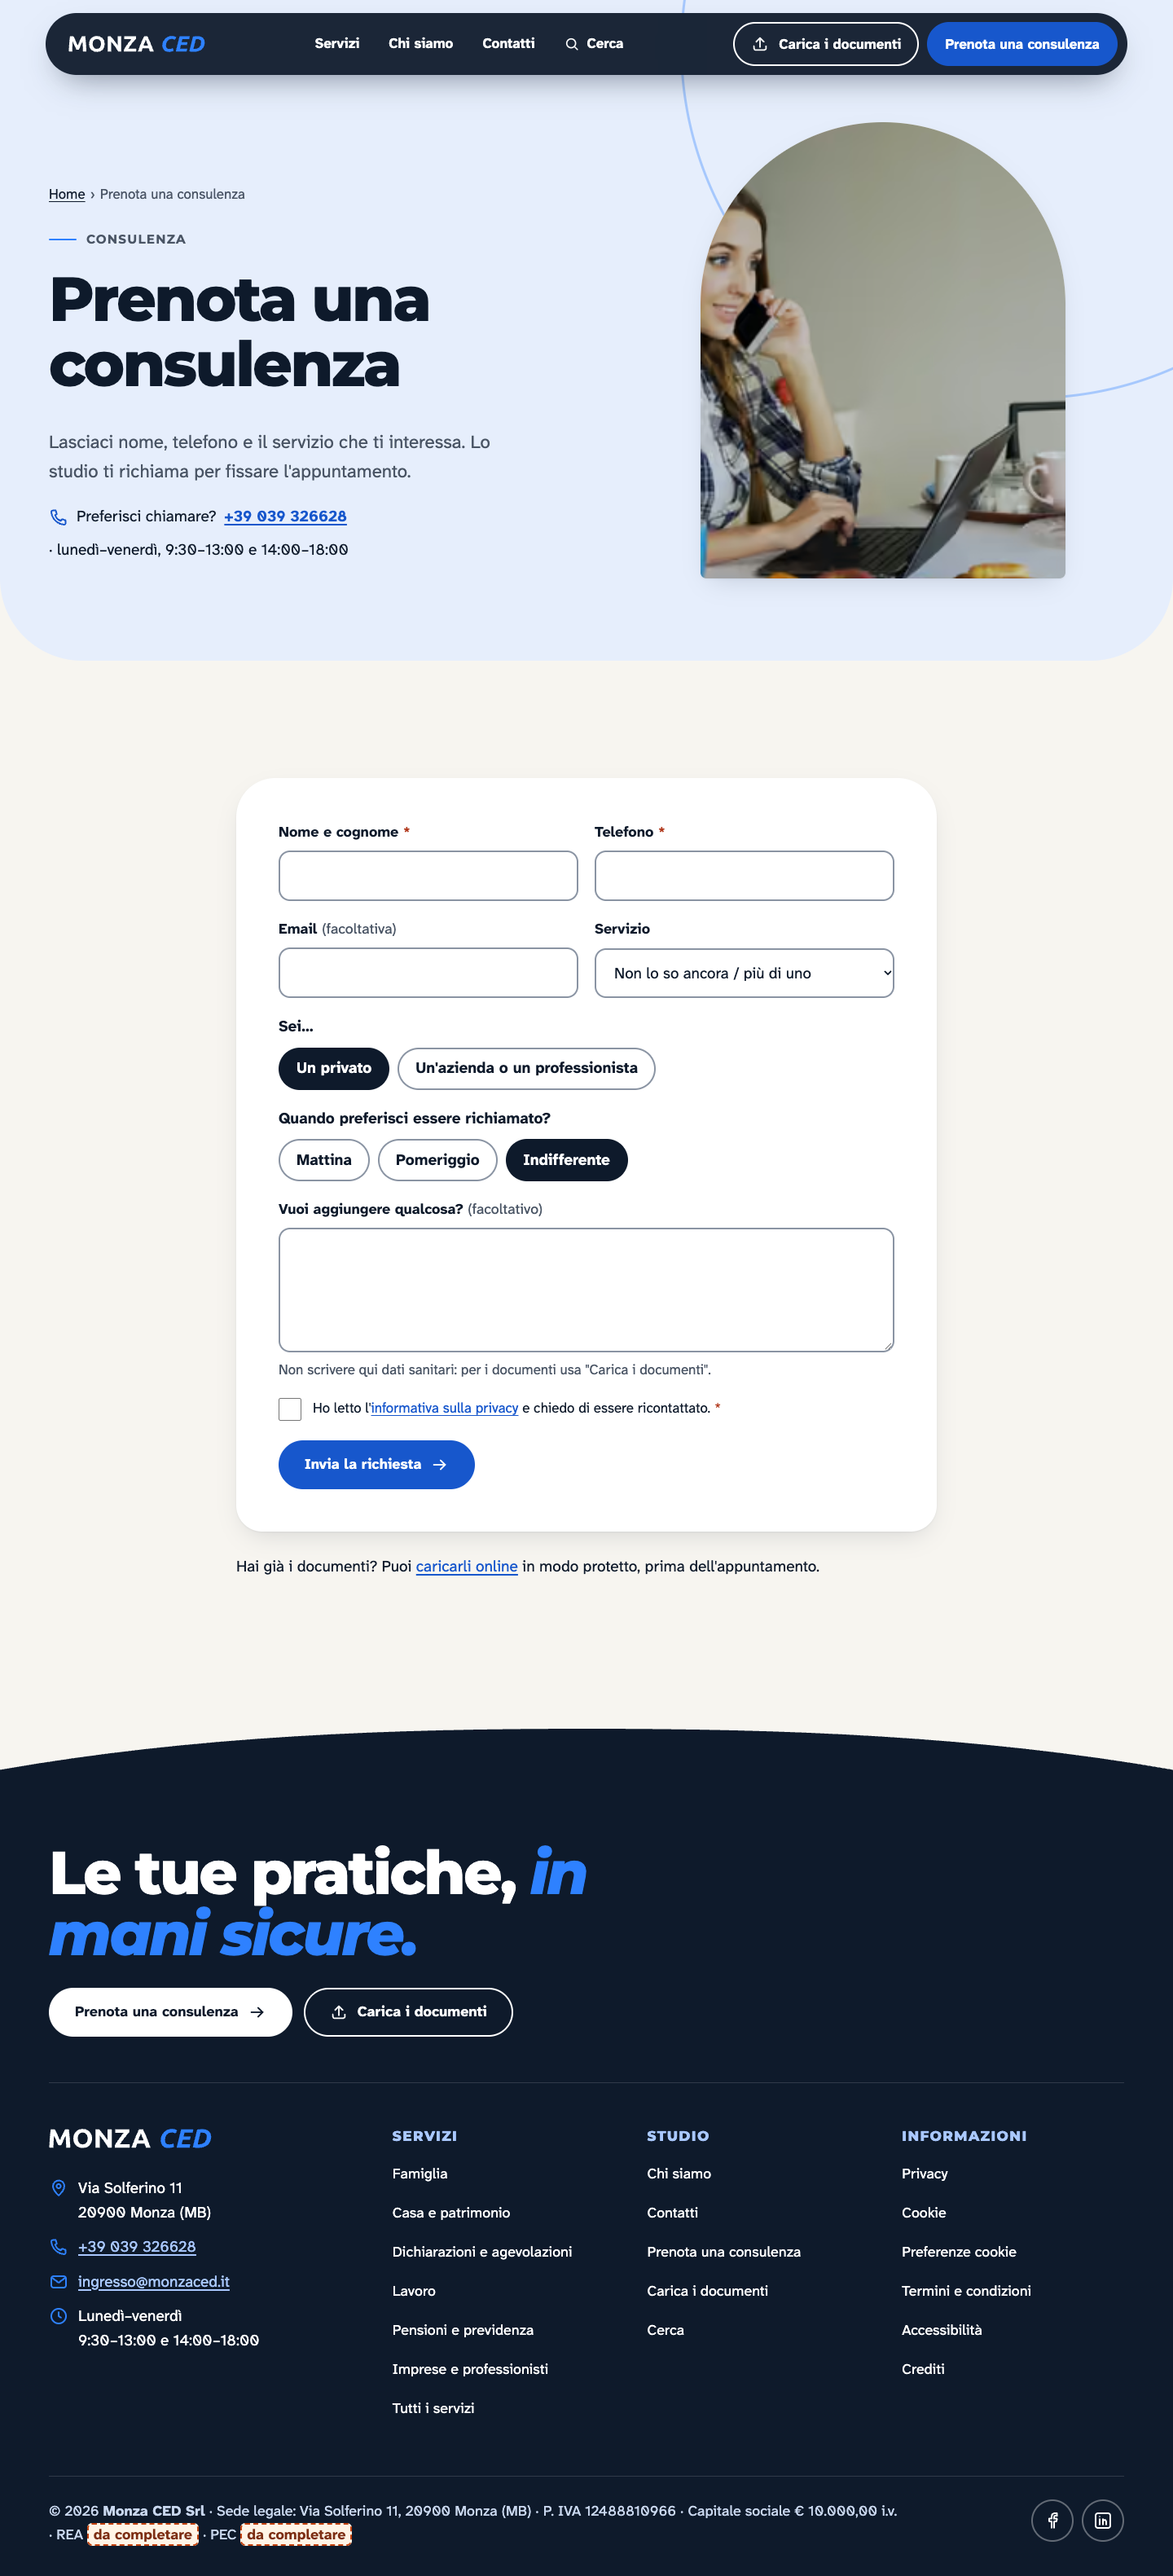 MONZA CED
Servizi
Chi siamo
Contatti
Cerca
Carica i documenti
Prenota una consulenza
Home › Prenota una consulenza
CONSULENZA
Prenota una
consulenza
Lasciaci nome, telefono e il servizio che ti interessa. Lo
studio ti richiama per fissare l'appuntamento.
Preferisci chiamare? +39 039 326628
· lunedì–venerdì, 9:30–13:00 e 14:00–18:00
Nome e cognome *
Telefono *
Email (facoltativa)
Servizio
Non lo so ancora / più di uno
Sei…
Un privato
Un'azienda o un professionista
Quando preferisci essere richiamato?
Mattina
Pomeriggio
Indifferente
Vuoi aggiungere qualcosa? (facoltativo)
Non scrivere qui dati sanitari: per i documenti usa "Carica i documenti".
Ho letto l'informativa sulla privacy e chiedo di essere ricontattato. *
Invia la richiesta
Hai già i documenti? Puoi caricarli online in modo protetto, prima dell'appuntamento.
Le tue pratiche, in
mani sicure.
Prenota una consulenza
Carica i documenti
MONZA CED
Via Solferino 11
20900 Monza (MB)
+39 039 326628
ingresso@monzaced.it
Lunedì–venerdì
9:30–13:00 e 14:00–18:00
SERVIZI
Famiglia
Casa e patrimonio
Dichiarazioni e agevolazioni
Lavoro
Pensioni e previdenza
Imprese e professionisti
Tutti i servizi
STUDIO
Chi siamo
Contatti
Prenota una consulenza
Carica i documenti
Cerca
INFORMAZIONI
Privacy
Cookie
Preferenze cookie
Termini e condizioni
Accessibilità
Crediti
© 2026 Monza CED Srl · Sede legale: Via Solferino 11, 20900 Monza (MB) · P. IVA 12488810966 · Capitale sociale € 10.000,00 i.v.
· REA da completare · PEC da completare